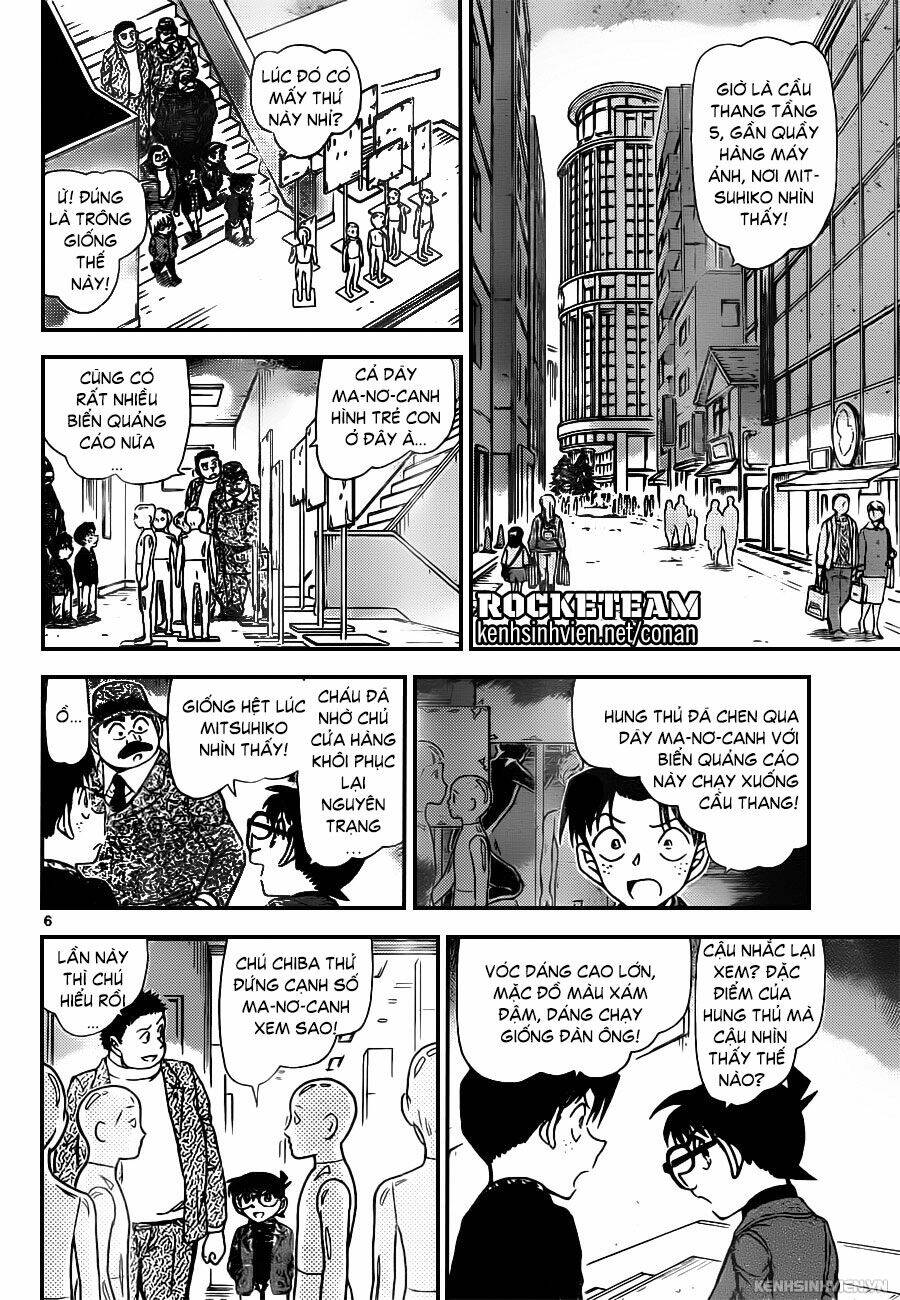 GIỜ LÀ CẦU
THANG TẦNG
5, GẦN QUẦY
HÀNG MÁY
ẢNH, NƠI MIT-
SUHIKO NHÌN
THẤY!
ROCKETEAM
kenhsinhvien.net/conan
LÚC ĐÓ CÓ
MẤY THỨ
NÀY NHỈ?
Ừ! ĐÚNG
LÀ TRÔNG
GIỐNG
THẾ
NÀY!
CẢ DÃY
MA-NƠ-CANH
HÌNH TRẺ CON
Ở ĐÂY À...
CŨNG CÓ
RẤT NHIỀU
BIỂN QUẢNG
CÁO NỮA
...
HUNG THỦ ĐÃ CHEN QUA
DÃY MA-NƠ-CANH VỚI
BIỂN QUẢNG CÁO
NÀY CHẠY XUỐNG
CẦU THANG!
CHÁU ĐÃ
NHỜ CHỦ
CỬA HÀNG
KHÔI PHỤC
LẠI
NGUYÊN
TRẠNG
...
GIỐNG HỆT LÚC
MITSUHIKO
NHÌN THẤY!
Ồ...
6
CẬU NHẮC LẠI
XEM? ĐẶC
ĐIỂM CỦA
HUNG THỦ MÀ
CẬU NHÌN
THẤY THẾ
NÀO?
VÓC DÁNG CAO LỚN,
MẶC ĐỒ MÀU XÁM
ĐẬM, DÁNG CHẠY
GIỐNG ĐÀN ÔNG!
CHÚ CHIBA THỬ
ĐỨNG CẠNH SỐ
MA-NƠ-CANH
XEM SAO!
LẦN NÀY
THÌ CHÚ
HIỂU RỒI
...
KENHSINHVIEN.VN